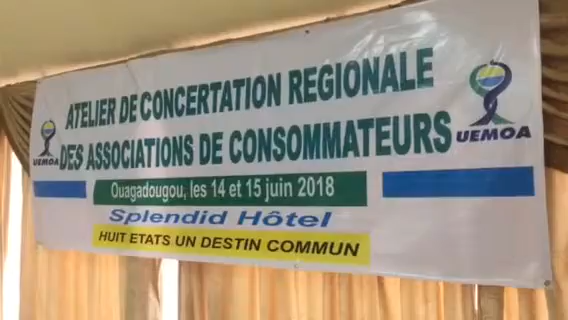 ATELIER DE CONCERTATION REGIONALE
DES ASSOCIATIONS DE CONSOMMATEURS
UEMOA
UEMOA
Ouagadougou, les 14 et 15 juin 2018
Splendid Hôtel
HUIT ETATS UN DESTIN COMMUN